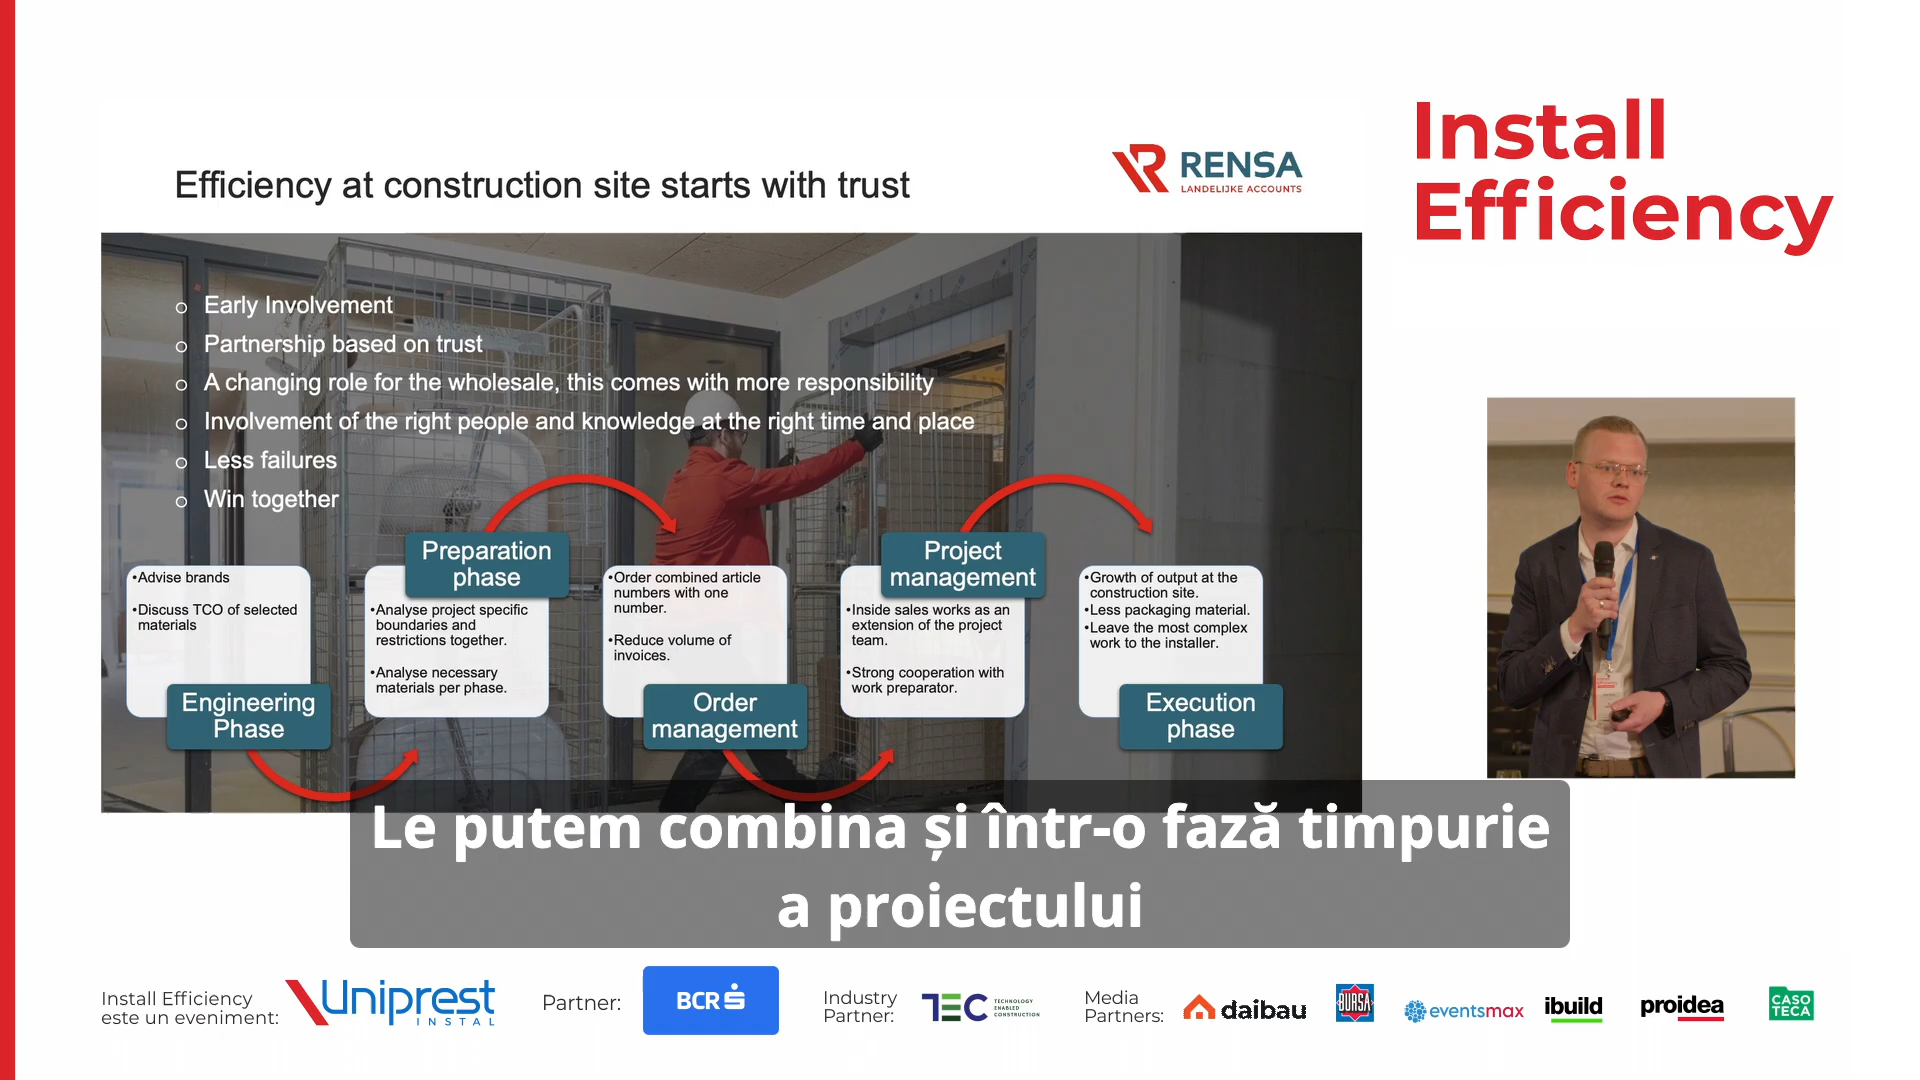 Install
Efficiency
RENSA
LANDELIJKE ACCOUNTS
Efficiency at construction site starts with trust
o Early Involvement
o Partnership based on trust
o A changing role for the wholesale, this comes with more responsibility
o Involvement of the right people and knowledge at the right time and place
o Less failures
o Win together
•Advise brands
•Discuss TCO of selected
materials
Engineering
Phase
Preparation
phase
•Analyse project specific
boundaries and
restrictions together.
•Analyse necessary
materials per phase.
•Order combined article
numbers with one
number.
•Reduce volume of
invoices.
Order
management
Project
management
•Inside sales works as an
extension of the project
team.
•Strong cooperation with
work preparator.
•Growth of output at the
construction site.
•Less packaging material.
•Leave the most complex
work to the installer.
Execution
phase
Le putem combina și într-o fază timpurie
a proiectului
Install Efficiency
este un eveniment:
Uniprest
INSTAL
Partner:
BCR
Industry
Partner:
TEC
TECHNOLOGY
ENABLED
CONSTRUCTION
Media
Partners:
daibau
BURSA
eventsmax
ibuild
proidea
CASO
TECA